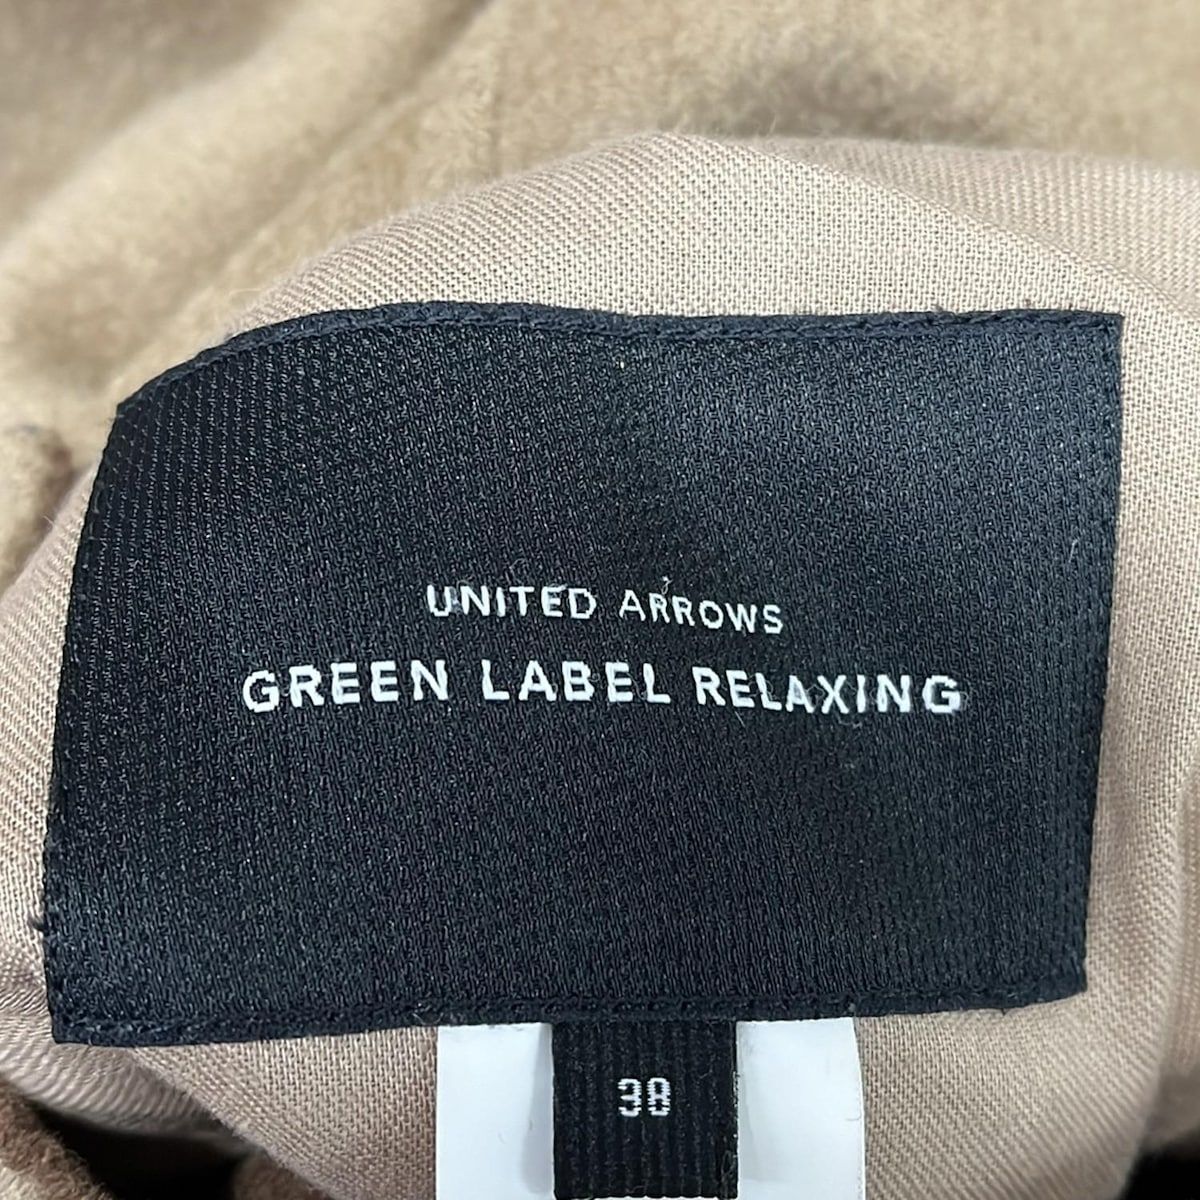 UNITED ARROWS
GREEN LABEL RELAXING
38